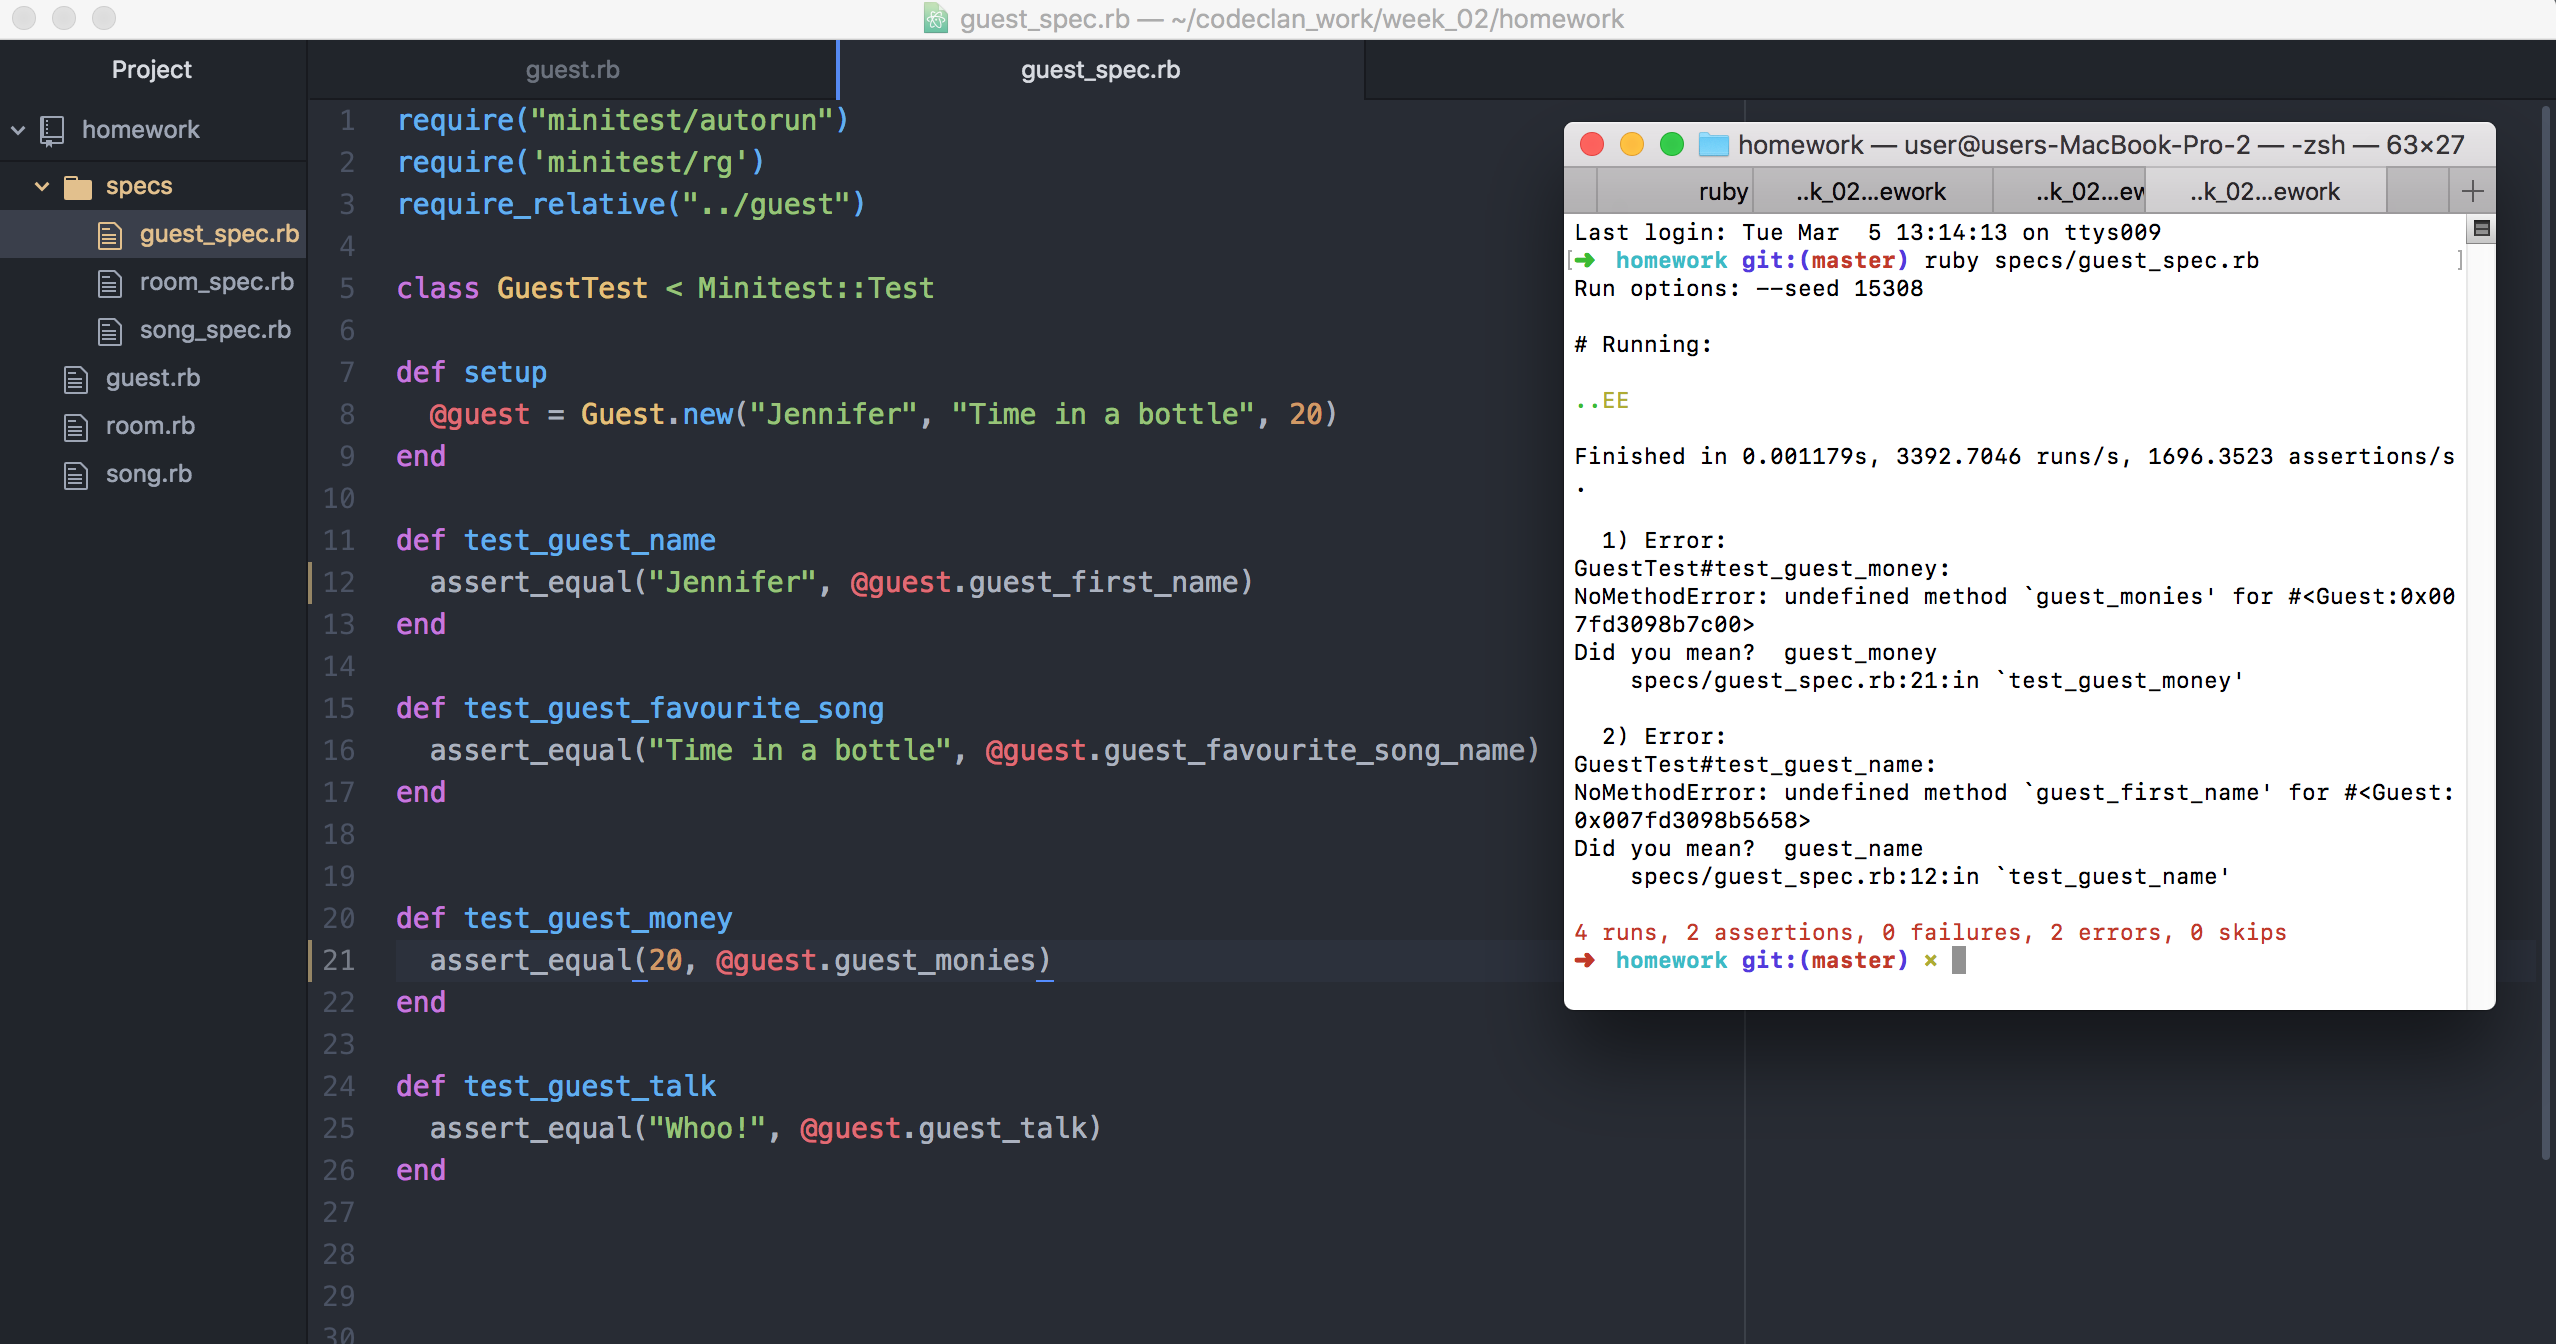 guest_spec.rb — ~/codeclan_work/week_02/homework
Project
homework
specs
guest_spec.rb
room_spec.rb
song_spec.rb
guest.rb
room.rb
song.rb
guest.rb
guest_spec.rb
1 require("minitest/autorun")
2 require('minitest/rg')
3 require_relative("../guest")
4
5 class GuestTest < Minitest::Test
6
7 def setup
8   @guest = Guest.new("Jennifer", "Time in a bottle", 20)
9 end
10
11 def test_guest_name
12   assert_equal("Jennifer", @guest.guest_first_name)
13 end
14
15 def test_guest_favourite_song
16   assert_equal("Time in a bottle", @guest.guest_favourite_song_name)
17 end
18
19
20 def test_guest_money
21   assert_equal(20, @guest.guest_monies)
22 end
23
24 def test_guest_talk
25   assert_equal("Whoo!", @guest.guest_talk)
26 end
27
28
29
30
homework — user@users-MacBook-Pro-2 — -zsh — 63×27
ruby
..k_02...ework
..k_02...ew
..k_02...ework
Last login: Tue Mar  5 13:14:13 on ttys009
[➜  homework git:(master) ruby specs/guest_spec.rb ]
Run options: --seed 15308
# Running:
..EE
Finished in 0.001179s, 3392.7046 runs/s, 1696.3523 assertions/s
.
  1) Error:
GuestTest#test_guest_money:
NoMethodError: undefined method `guest_monies' for #<Guest:0x00
7fd3098b7c00>
Did you mean?  guest_money
    specs/guest_spec.rb:21:in `test_guest_money'
  2) Error:
GuestTest#test_guest_name:
NoMethodError: undefined method `guest_first_name' for #<Guest:
0x007fd3098b5658>
Did you mean?  guest_name
    specs/guest_spec.rb:12:in `test_guest_name'
4 runs, 2 assertions, 0 failures, 2 errors, 0 skips
➜  homework git:(master) ×